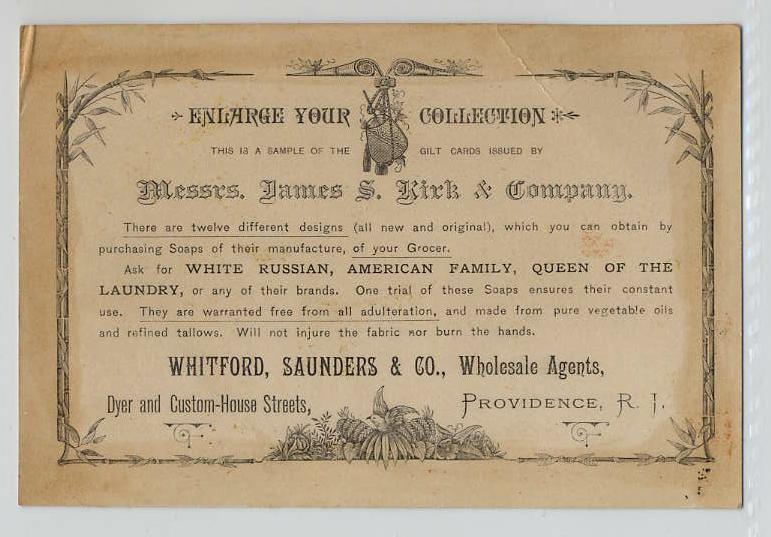 ENLARGE YOUR COLLECTION
THIS IS A SAMPLE OF THE GILT CARDS ISSUED BY
Messrs. James S. Kirk & Company.
There are twelve different designs (all new and original), which you can obtain by
purchasing Soaps of their manufacture, of your Grocer.
Ask for WHITE RUSSIAN, AMERICAN FAMILY, QUEEN OF THE
LAUNDRY, or any of their brands. One trial of these Soaps ensures their constant
use. They are warranted free from all adulteration, and made from pure vegetable oils
and refined tallows. Will not injure the fabric nor burn the hands.
WHITFORD, SAUNDERS & CO., Wholesale Agents,
Dyer and Custom-House Streets, PROVIDENCE, R. I.